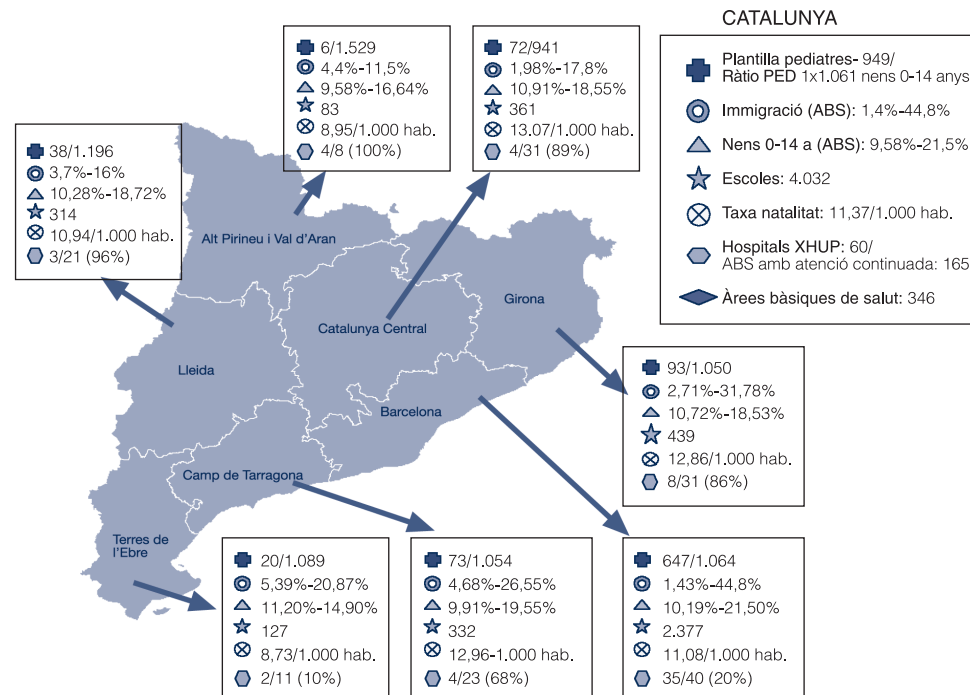 CATALUNYA
Plantilla pediatres- 949/
Ràtio PED 1x1.061 nens 0-14 anys
Immigració (ABS): 1,4%-44,8%
Nens 0-14 a (ABS): 9,58%-21,5%
Escoles: 4.032
Taxa natalitat: 11,37/1.000 hab.
Hospitals XHUP: 60/
ABS amb atenció continuada: 165
Àrees bàsiques de salut: 346
6/1.529
4,4%-11,5%
9,58%-16,64%
83
8,95/1.000 hab.
4/8 (100%)
72/941
1,98%-17,8%
10,91%-18,55%
361
13.07/1.000 hab.
4/31 (89%)
38/1.196
3,7%-16%
10,28%-18,72%
314
10,94/1.000 hab.
3/21 (96%)
Alt Pirineu i Val d'Aran
Girona
Catalunya Central
Lleida
Barcelona
Camp de Tarragona
Terres de
l'Ebre
93/1.050
2,71%-31,78%
10,72%-18,53%
439
12,86/1.000 hab.
8/31 (86%)
20/1.089
5,39%-20,87%
11,20%-14,90%
127
8,73/1.000 hab.
2/11 (10%)
73/1.054
4,68%-26,55%
9,91%-19,55%
332
12,96-1.000 hab.
4/23 (68%)
647/1.064
1,43%-44,8%
10,19%-21,50%
2.377
11,08/1.000 hab.
35/40 (20%)